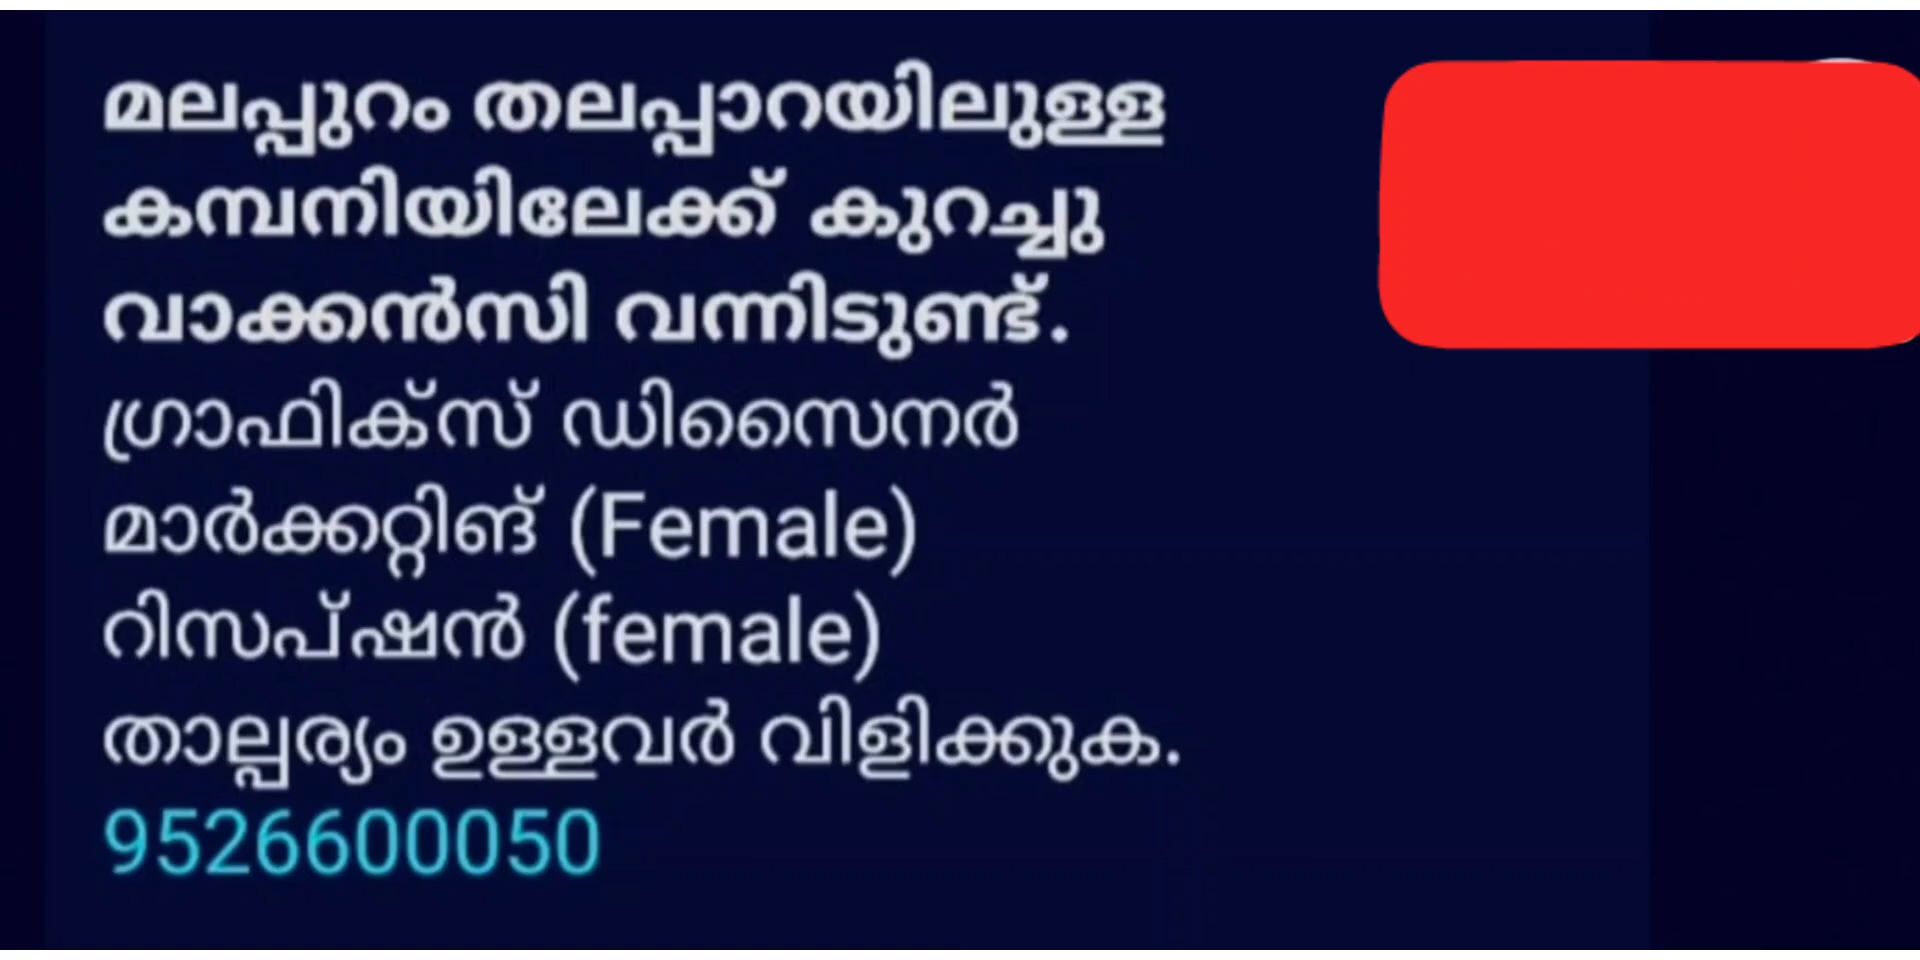 മലപ്പുറം തലപ്പാറയിലുള്ള
കമ്പനിയിലേക്ക് കുറച്ചു
വാക്കൻസി വന്നിടുണ്ട്.
ഗ്രാഫിക്സ് ഡിസൈനർ
മാർക്കറ്റിങ് (Female)
റിസപ്ഷൻ (female)
താല്പര്യം ഉള്ളവർ വിളിക്കുക.
9526600050